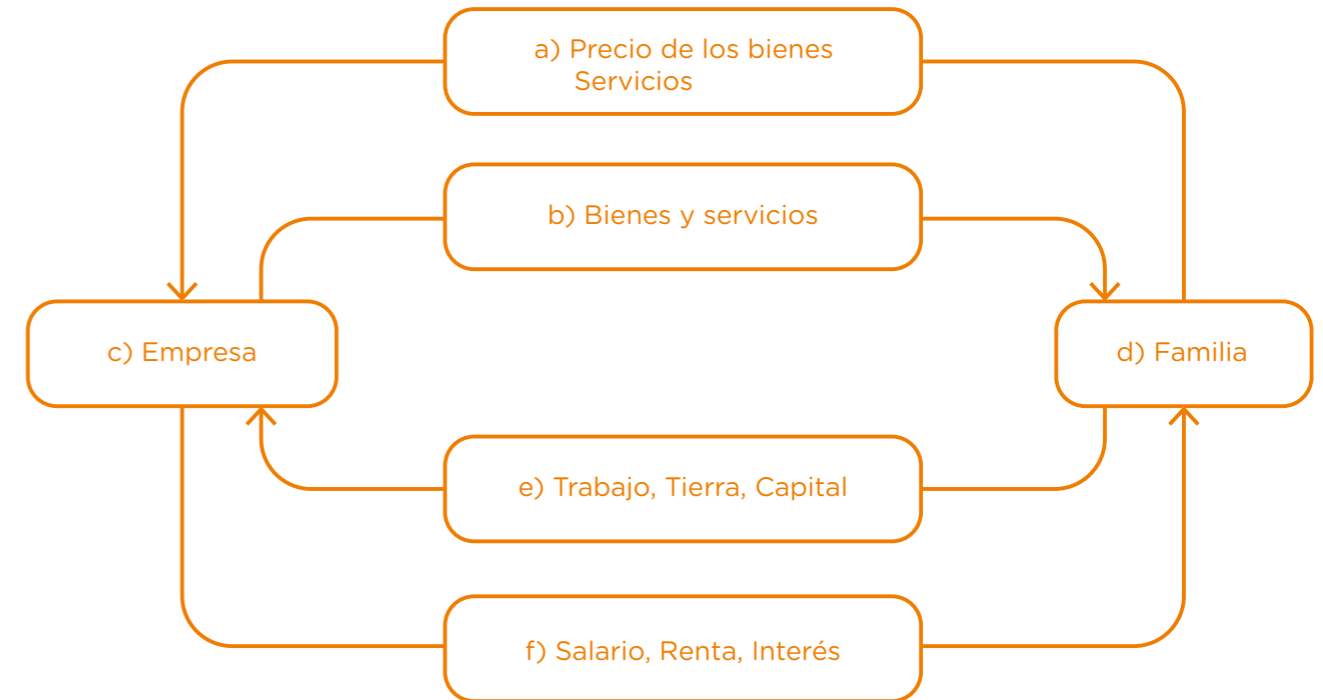 a) Precio de los bienes
Servicios
b) Bienes y servicios
c) Empresa
d) Familia
e) Trabajo, Tierra, Capital
f) Salario, Renta, Interés